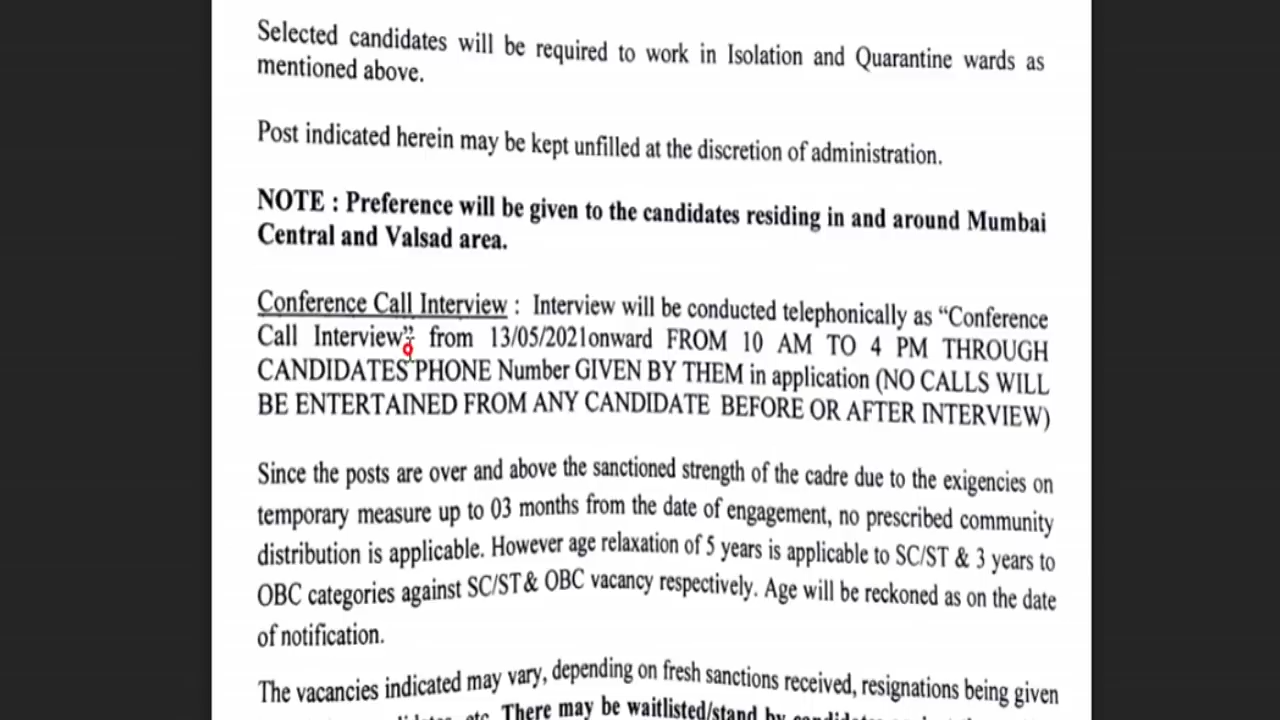 Selected candidates will be required to work in Isolation and Quarantine wards as
mentioned above.
Post indicated herein may be kept unfilled at the discretion of administration.
NOTE : Preference will be given to the candidates residing in and around Mumbai
Central and Valsad area.
Conference Call Interview : Interview will be conducted telephonically as “Conference
Call Interview” from 13/05/2021onward FROM 10 AM TO 4 PM THROUGH
CANDIDATES PHONE Number GIVEN BY THEM in application (NO CALLS WILL
BE ENTERTAINED FROM ANY CANDIDATE BEFORE OR AFTER INTERVIEW)
Since the posts are over and above the sanctioned strength of the cadre due to the exigencies on
temporary measure up to 03 months from the date of engagement, no prescribed community
distribution is applicable. However age relaxation of 5 years is applicable to SC/ST & 3 years to
OBC categories against SC/ST & OBC vacancy respectively. Age will be reckoned as on the date
of notification.
The vacancies indicated may vary, depending on fresh sanctions received, resignations being given
etc. There may be waitlisted/stand by